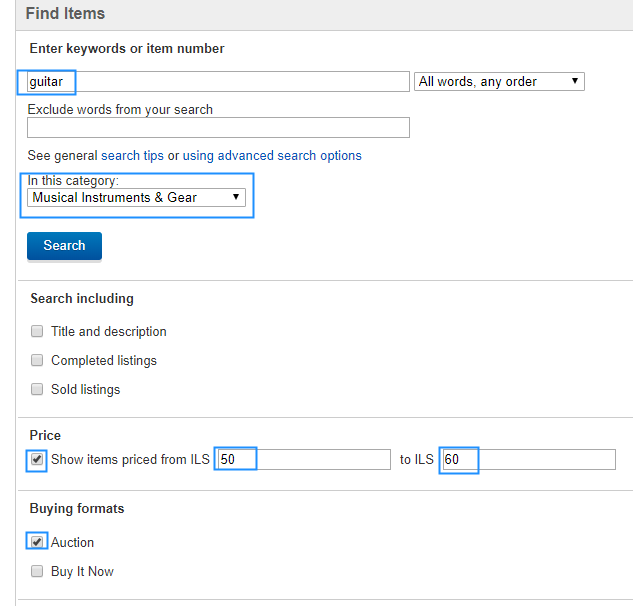 Find Items
Enter keywords or item number
guitar All words, any order
Exclude words from your search
See general search tips or using advanced search options
In this category:
Musical Instruments & Gear
Search
Search including
Title and description
Completed listings
Sold listings
Price
Show items priced from ILS 50 to ILS 60
Buying formats
Auction
Buy It Now